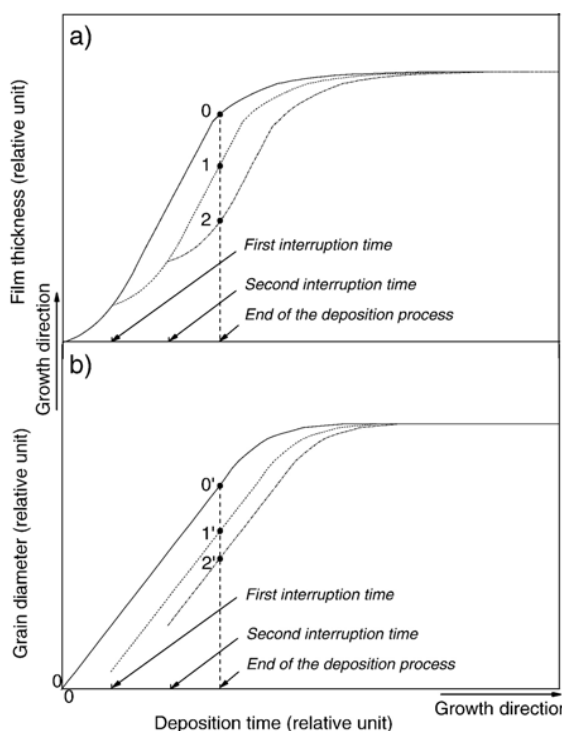 a)
Film thickness (relative unit)
Growth direction
0
1
2
First interruption time
Second interruption time
End of the deposition process
b)
Grain diameter (relative unit)
0'
1'
2'
First interruption time
Second interruption time
End of the deposition process
0
0
Growth direction
Deposition time (relative unit)